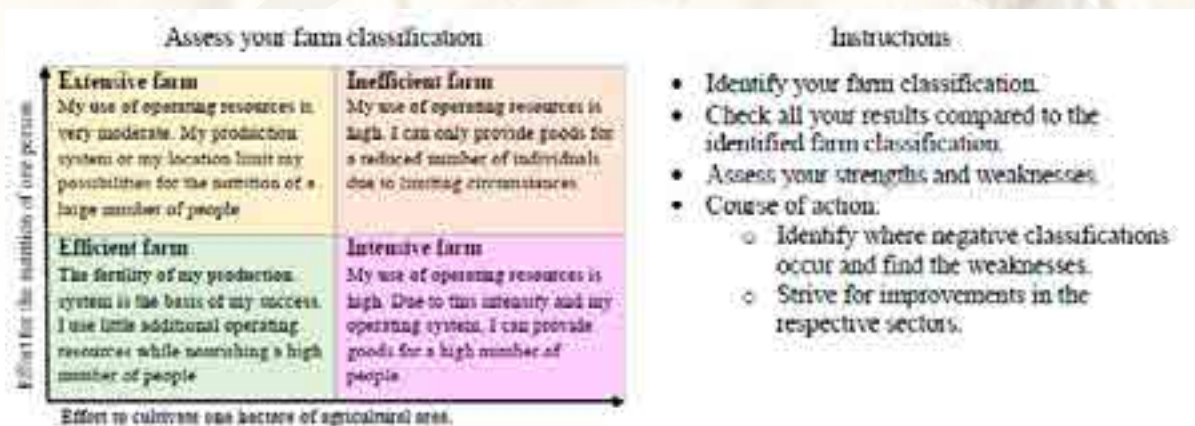 Assess your farm classification
Effort for the nutrition of one person.
Extensive farm
My use of operating resources is
very moderate. My production
system or my location limit my
possibilities for the nutrition of a
large number of people
Inefficient farm
My use of operating resources is
high. I can only provide goods for
a reduced number of individuals
due to limiting circumstances
Efficient farm
The fertility of my production
system is the basis of my success.
I use little additional operating
resources while nourishing a high
number of people
Intensive farm
My use of operating resources is
high. Due to this intensity and my
operating system, I can provide
goods for a high number of
people
Effort to cultivate one hectare of agricultural area.
Instructions
• Identify your farm classification.
• Check all your results compared to the
identified farm classification.
• Assess your strengths and weaknesses.
• Course of action:
o Identify where negative classifications
occur and find the weaknesses.
o Strive for improvements in the
respective sectors.